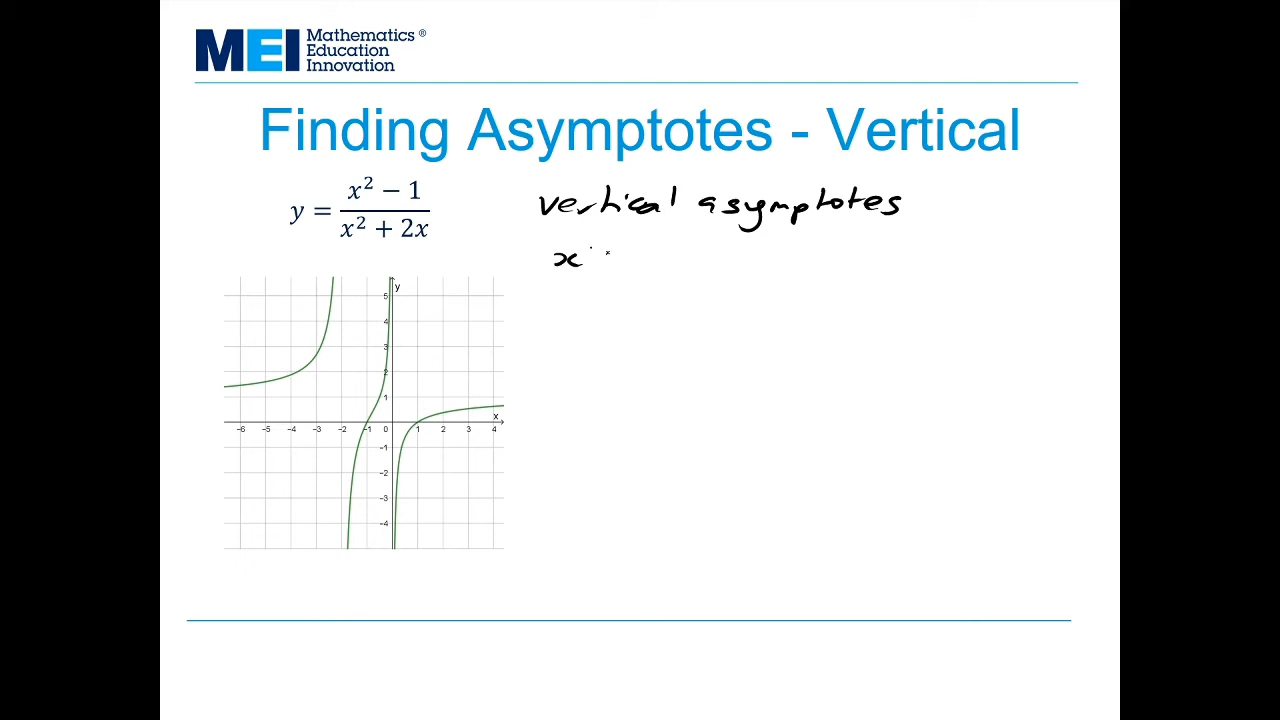 MEI Mathematics ®
Education
Innovation
Finding Asymptotes - Vertical
y = (x² − 1)/(x² + 2x)
vertical asymptotes
x
y
5
4
3
2
1
x
−6 −5 −4 −3 −2 −1 0 1 2 3 4
−1
−2
−3
−4